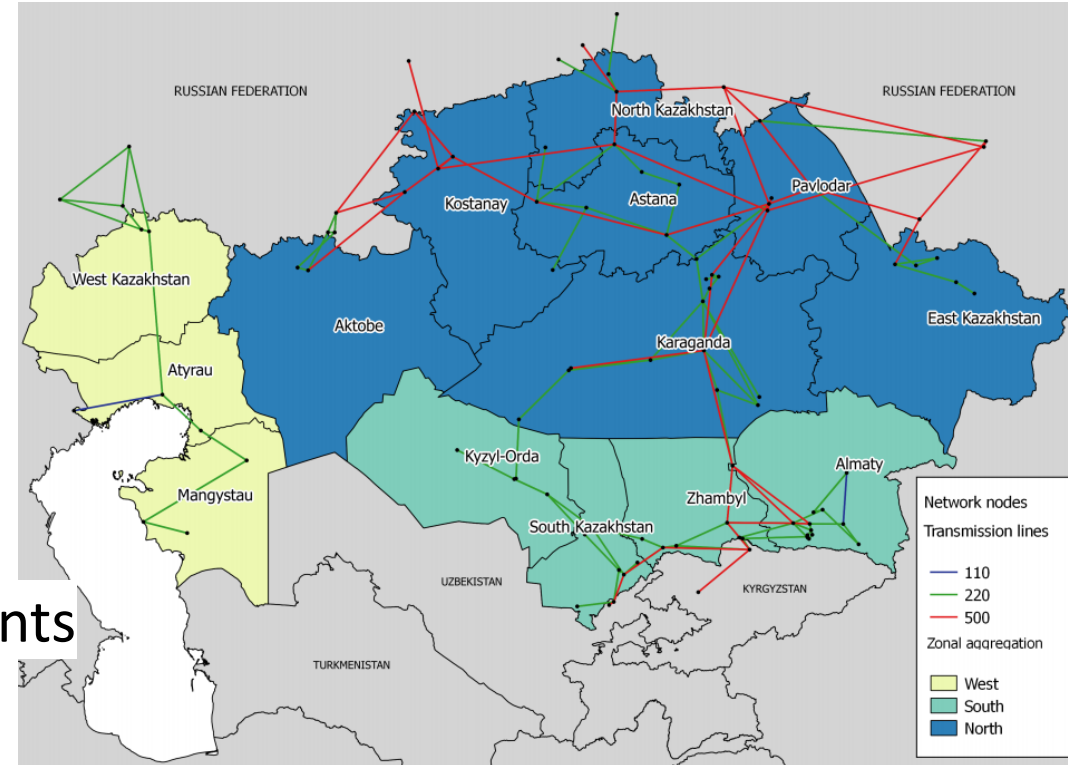 RUSSIAN FEDERATION
RUSSIAN FEDERATION
North Kazakhstan
Pavlodar
Kostanay
Astana
West Kazakhstan
Aktobe
East Kazakhstan
Karaganda
Atyrau
Kyzyl-Orda
Almaty
Mangystau
Zhambyl
South Kazakhstan
UZBEKISTAN
KYRGYZSTAN
nts
TURKMENISTAN
Network nodes
Transmission lines
110
220
500
Zonal aggregation
West
South
North